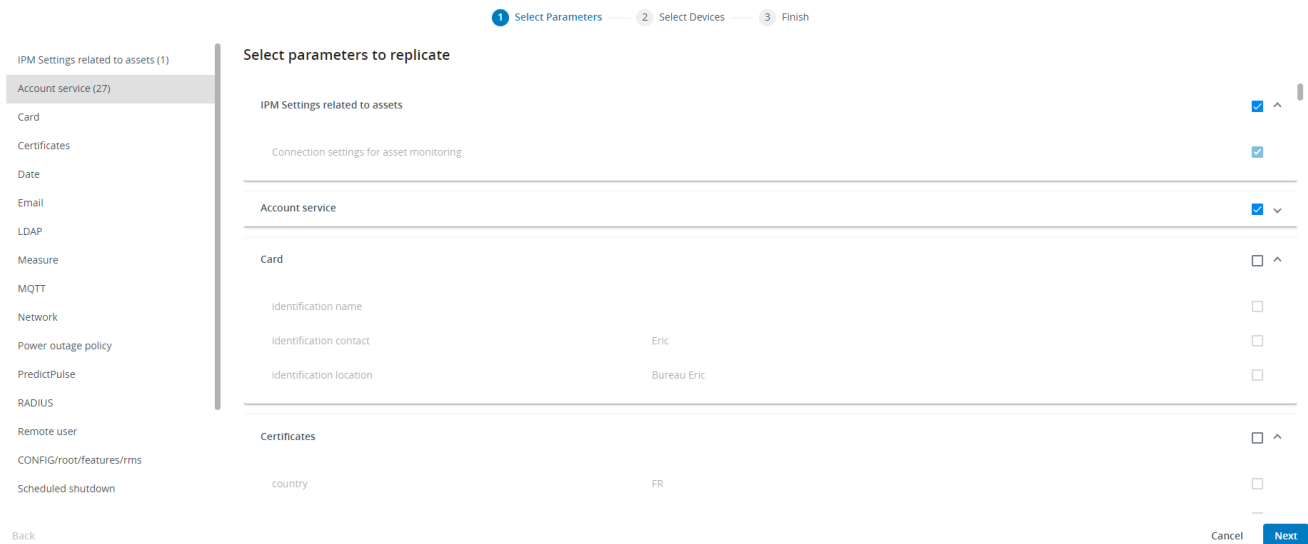 1 Select Parameters 2 Select Devices 3 Finish
IPM Settings related to assets (1)
Account service (27)
Card
Certificates
Date
Email
LDAP
Measure
MQTT
Network
Power outage policy
PredictPulse
RADIUS
Remote user
CONFIG/root/features/rms
Scheduled shutdown
Select parameters to replicate
IPM Settings related to assets
Connection settings for asset monitoring
Account service
Card
identification name
identification contact Eric
identification location Bureau Eric
Certificates
country FR
Back Cancel Next